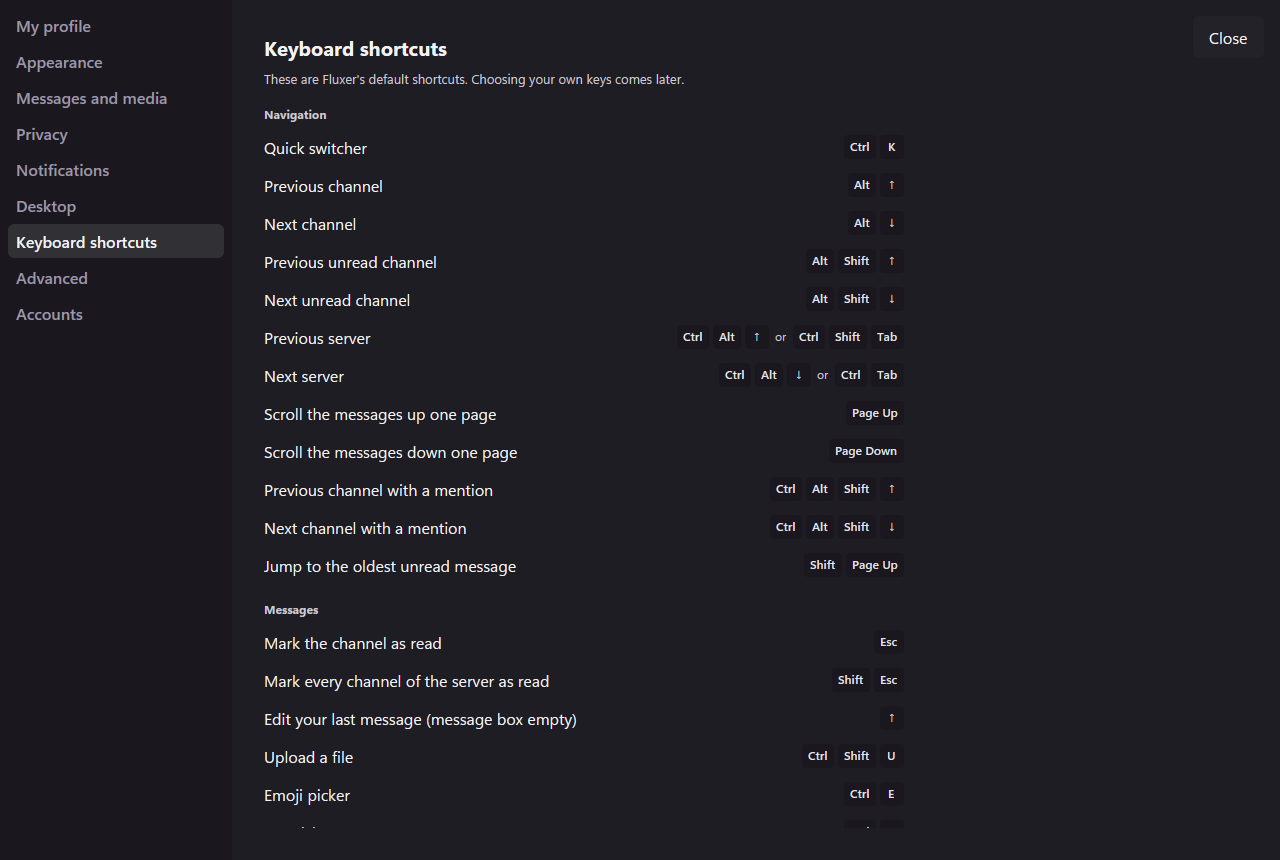 My profile
Appearance
Messages and media
Privacy
Notifications
Desktop
Keyboard shortcuts
Advanced
Accounts
Close
Keyboard shortcuts
These are Fluxer's default shortcuts. Choosing your own keys comes later.
Navigation
Quick switcher Ctrl K
Previous channel Alt ↑
Next channel Alt ↓
Previous unread channel Alt Shift ↑
Next unread channel Alt Shift ↓
Previous server Ctrl Alt ↑ or Ctrl Shift Tab
Next server Ctrl Alt ↓ or Ctrl Tab
Scroll the messages up one page Page Up
Scroll the messages down one page Page Down
Previous channel with a mention Ctrl Alt Shift ↑
Next channel with a mention Ctrl Alt Shift ↓
Jump to the oldest unread message Shift Page Up
Messages
Mark the channel as read Esc
Mark every channel of the server as read Shift Esc
Edit your last message (message box empty) ↑
Upload a file Ctrl Shift U
Emoji picker Ctrl E